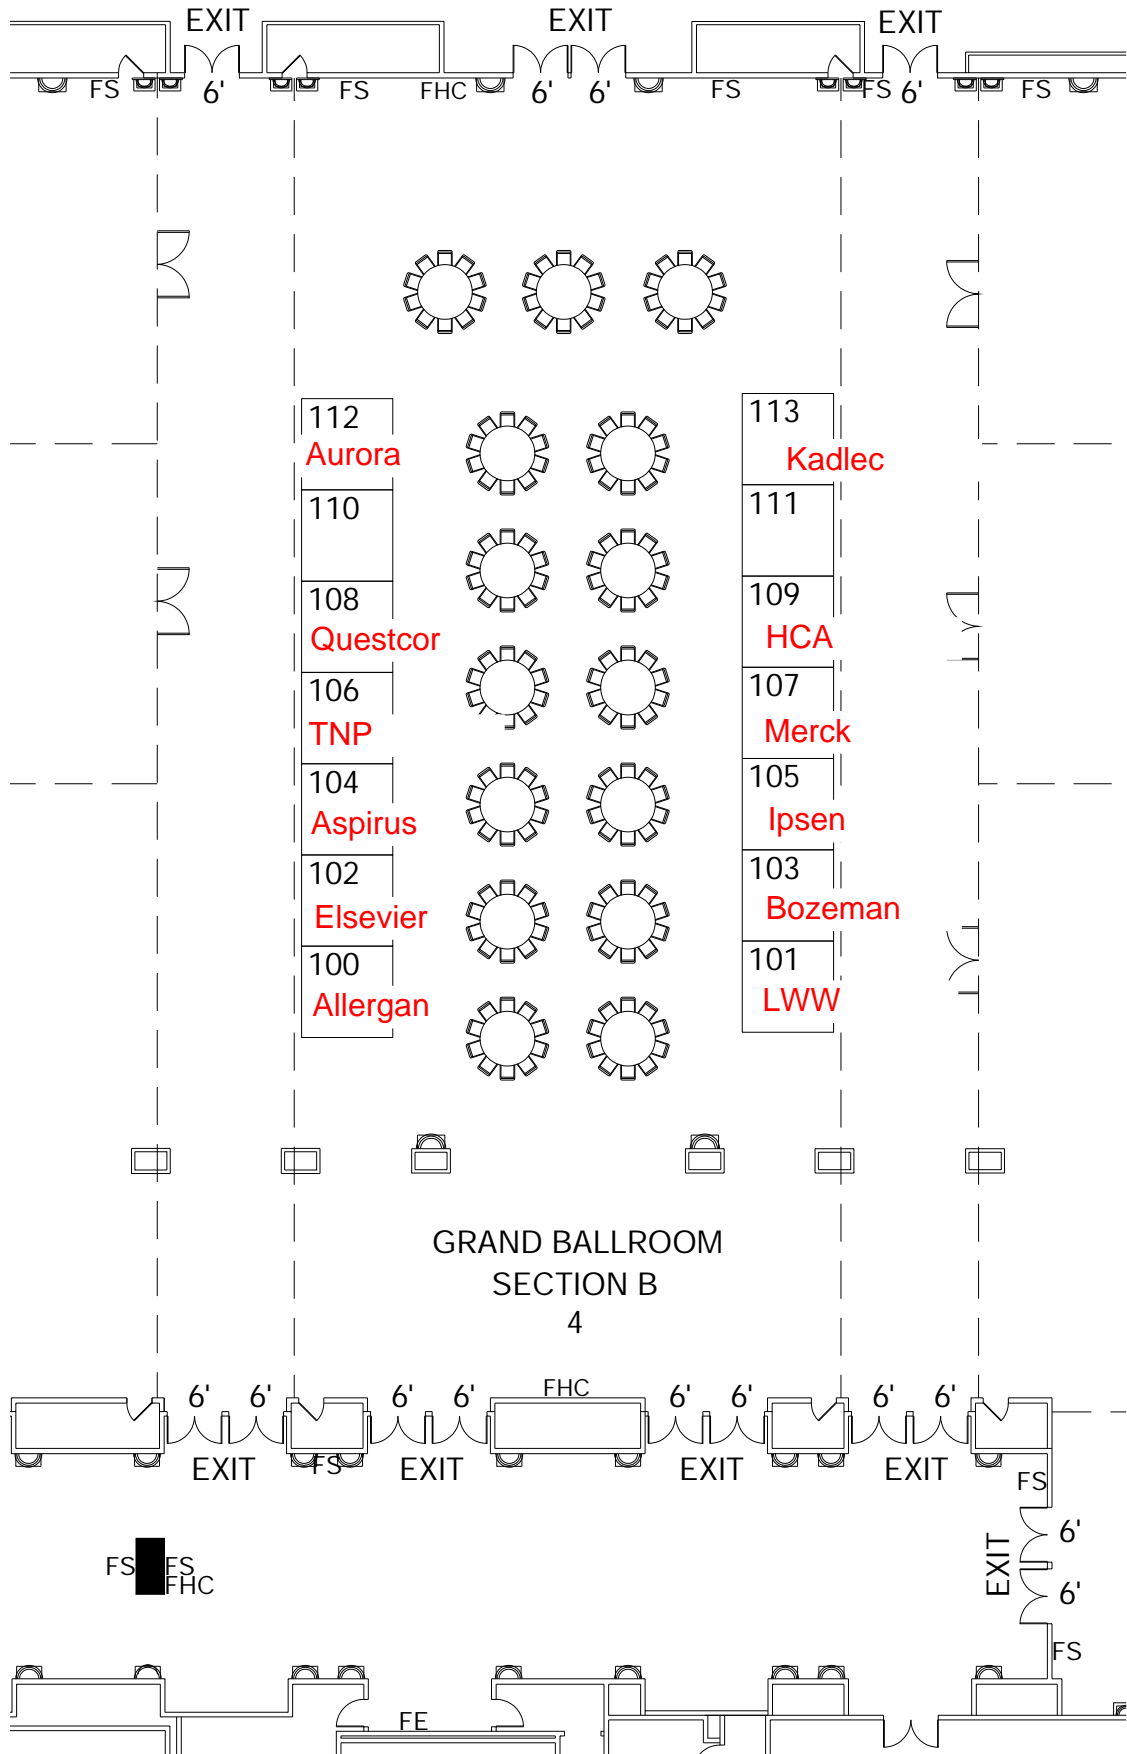 EXIT EXIT EXIT
FS 6' FS FHC 6' 6' FS FS 6' FS
112 113
Aurora Kadlec
110 111
108 109
Questcor HCA
106 107
TNP Merck
104 105
Aspirus Ipsen
102 103
Elsevier Bozeman
100 101
Allergan LWW
GRAND BALLROOM
SECTION B
4
6' 6' 6' 6' FHC 6' 6' 6' 6'
EXIT FS EXIT EXIT EXIT
FS
6'
EXIT
FS FS
FHC
6'
FS
FE